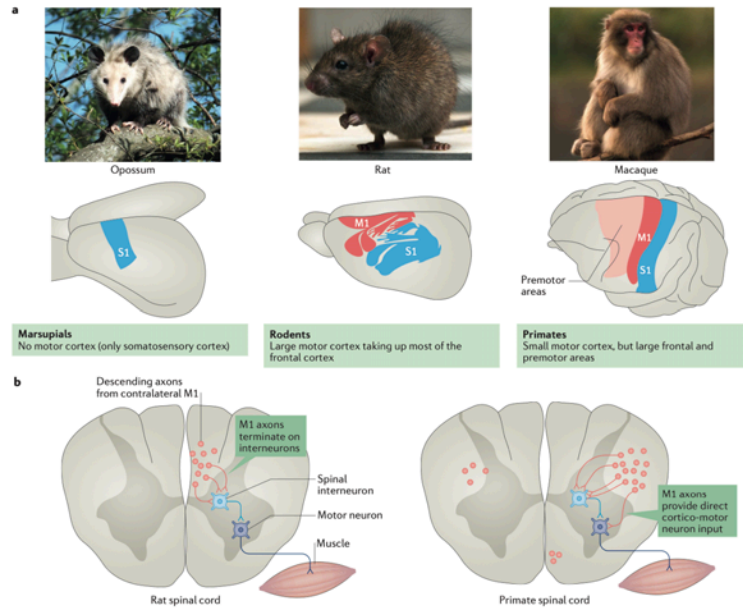 a
Opossum
Rat
Macaque
S1
M1
S1
M1
S1
Premotor
areas
Marsupials
No motor cortex (only somatosensory cortex)
Rodents
Large motor cortex taking up most of the
frontal cortex
Primates
Small motor cortex, but large frontal and
premotor areas
b
Descending axons
from contralateral M1
M1 axons
terminate on
interneurons
Spinal
interneuron
Motor neuron
Muscle
Rat spinal cord
M1 axons
provide direct
cortico-motor
neuron input
Primate spinal cord